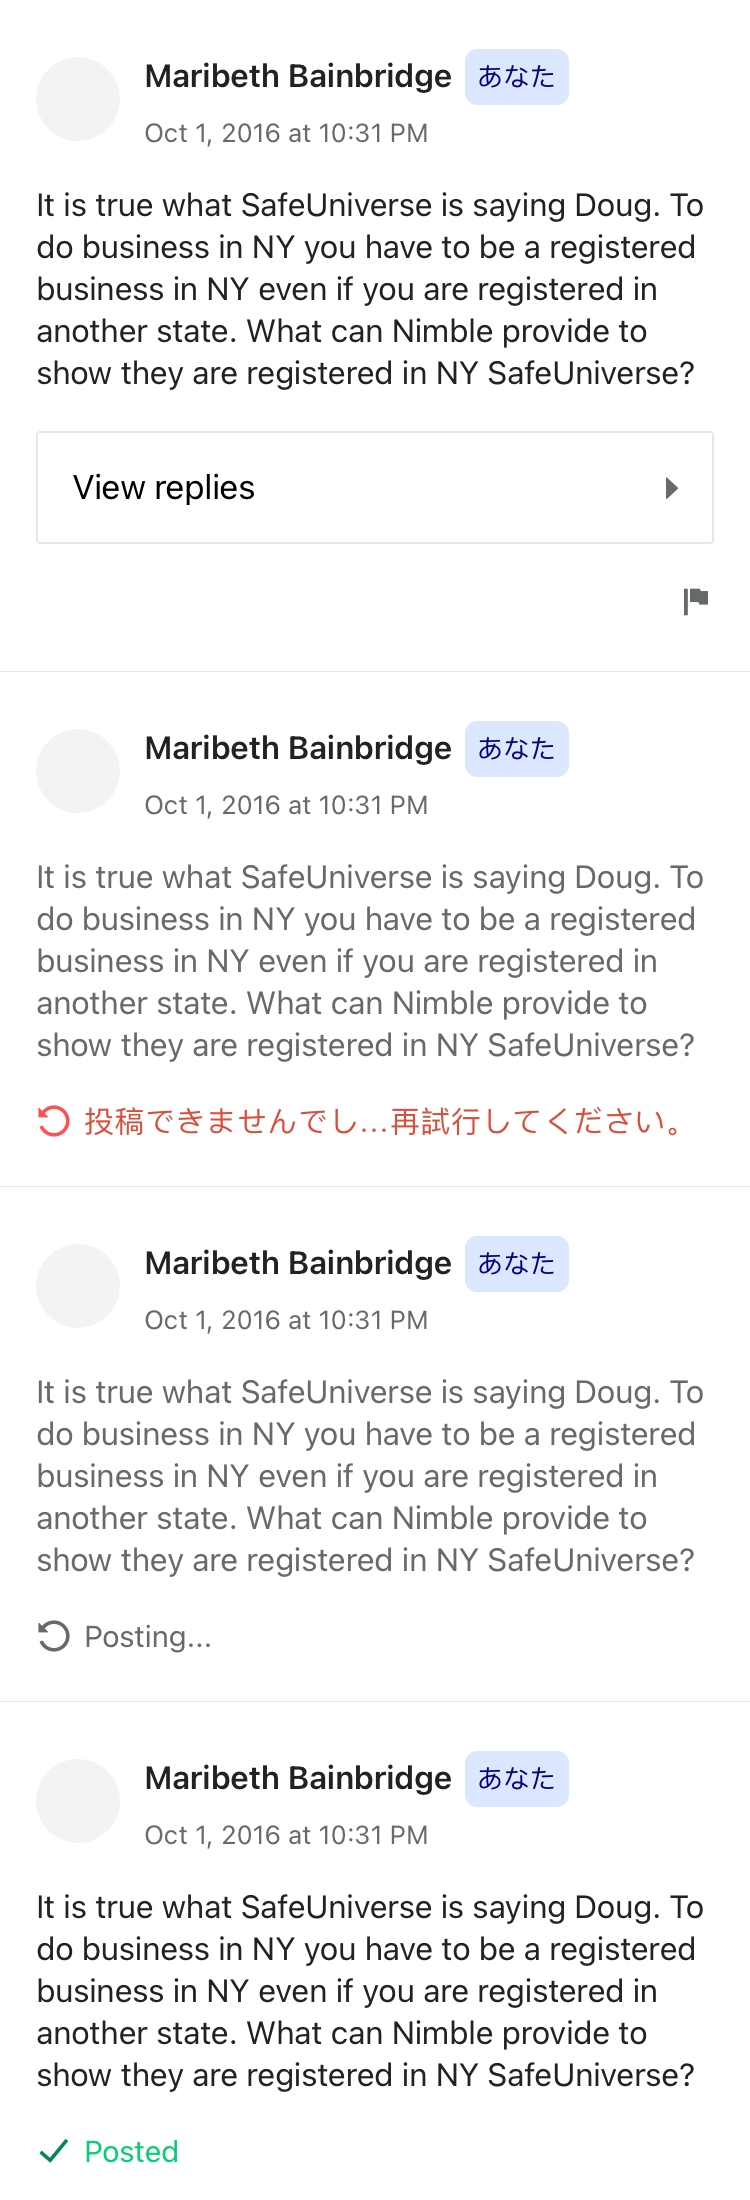 Maribeth Bainbridge あなた
Oct 1, 2016 at 10:31 PM
It is true what SafeUniverse is saying Doug. To
do business in NY you have to be a registered
business in NY even if you are registered in
another state. What can Nimble provide to
show they are registered in NY SafeUniverse?
View replies
Maribeth Bainbridge あなた
Oct 1, 2016 at 10:31 PM
It is true what SafeUniverse is saying Doug. To
do business in NY you have to be a registered
business in NY even if you are registered in
another state. What can Nimble provide to
show they are registered in NY SafeUniverse?
投稿できませんでし...再試行してください。
Maribeth Bainbridge あなた
Oct 1, 2016 at 10:31 PM
It is true what SafeUniverse is saying Doug. To
do business in NY you have to be a registered
business in NY even if you are registered in
another state. What can Nimble provide to
show they are registered in NY SafeUniverse?
Posting...
Maribeth Bainbridge あなた
Oct 1, 2016 at 10:31 PM
It is true what SafeUniverse is saying Doug. To
do business in NY you have to be a registered
business in NY even if you are registered in
another state. What can Nimble provide to
show they are registered in NY SafeUniverse?
Posted